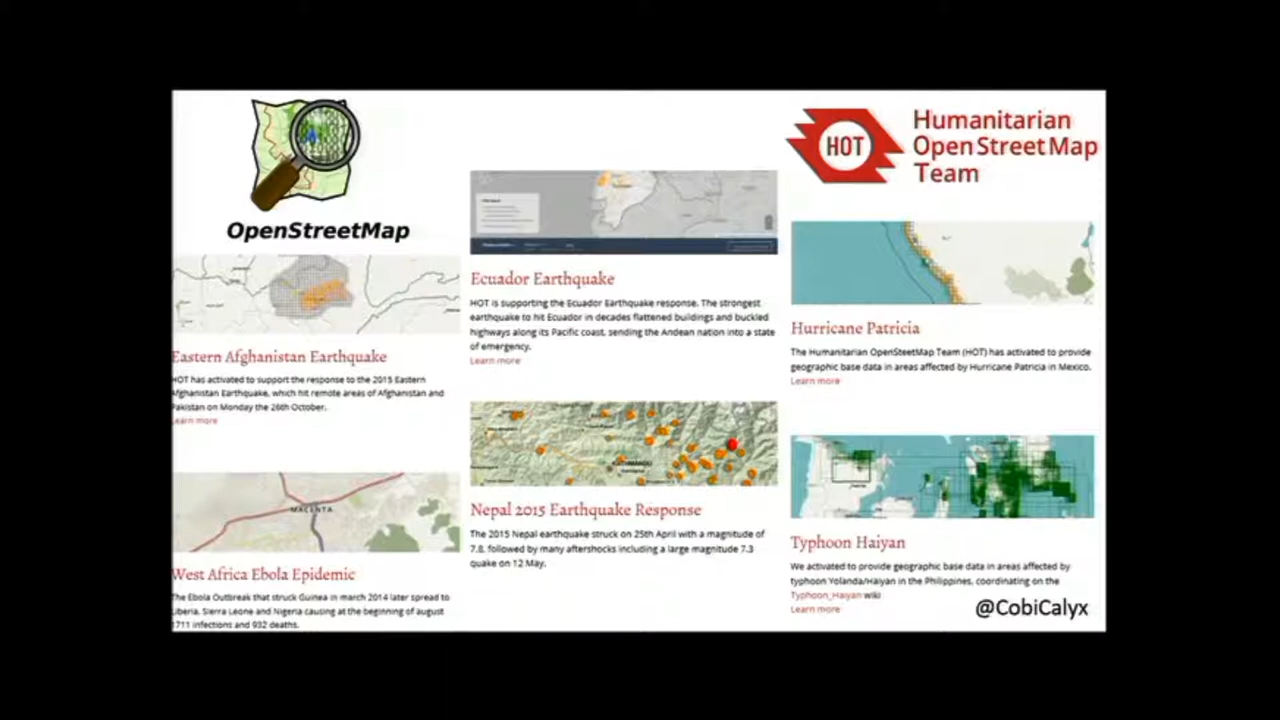 OpenStreetMap
Eastern Afghanistan Earthquake
HOT has activated to support the response to the 2015 Eastern
Afghanistan Earthquake, which hit remote areas of Afghanistan and
Pakistan on Monday the 26th October.
Learn more
MACENTA
West Africa Ebola Epidemic
The Ebola Outbreak that struck Guinea in march 2014 later spread to
Liberia, Sierra Leone and Nigeria causing at the beginning of august
1711 infections and 932 deaths.
Ecuador Earthquake
HOT is supporting the Ecuador Earthquake response. The strongest
earthquake to hit Ecuador in decades flattened buildings and buckled
highways along its Pacific coast, sending the Andean nation into a state
of emergency.
Learn more
KATHMANDU
Nepal 2015 Earthquake Response
The 2015 Nepal earthquake struck on 25th April with a magnitude of
7.8, followed by many aftershocks including a large magnitude 7.3
quake on 12 May.
HOT
Humanitarian
OpenStreetMap
Team
Hurricane Patricia
The Humanitarian OpenSteetMap Team (HOT) has activated to provide
geographic base data in areas affected by Hurricane Patricia in Mexico.
Learn more
Typhoon Haiyan
We activated to provide geographic base data in areas affected by
typhoon Yolanda/Haiyan in the Philippines, coordinating on the
Typhoon_Haiyan wiki
Learn more
@CobiCalyx